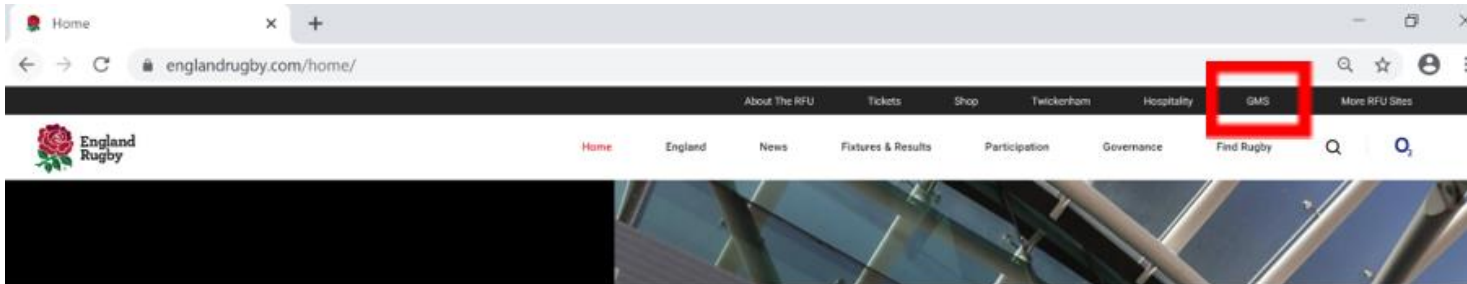 Home
englandrugby.com/home/
About The RFU Tickets Shop Twickenham Hospitality GMS More RFU Sites
England
Rugby
Home England News Fixtures & Results Participation Governance Find Rugby O2